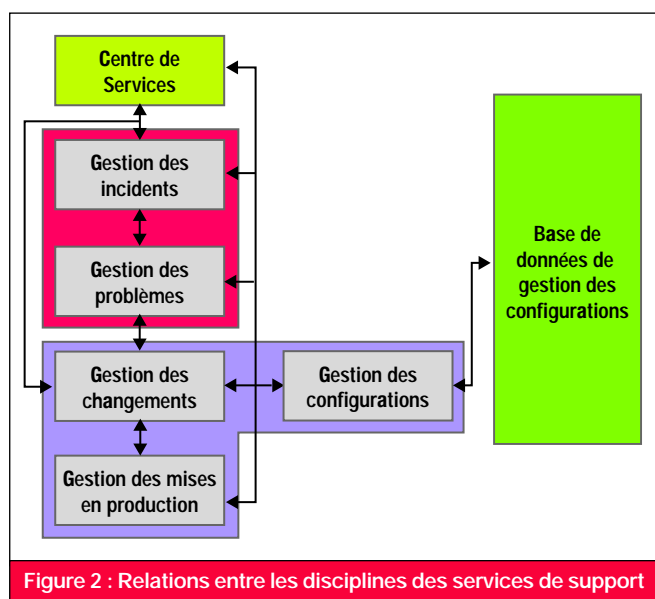 Centre de
Services
Gestion des
incidents
Gestion des
problèmes
Base de
données de
gestion des
configurations
Gestion des
changements
Gestion des
configurations
Gestion des mises
en production
Figure 2 : Relations entre les disciplines des services de support